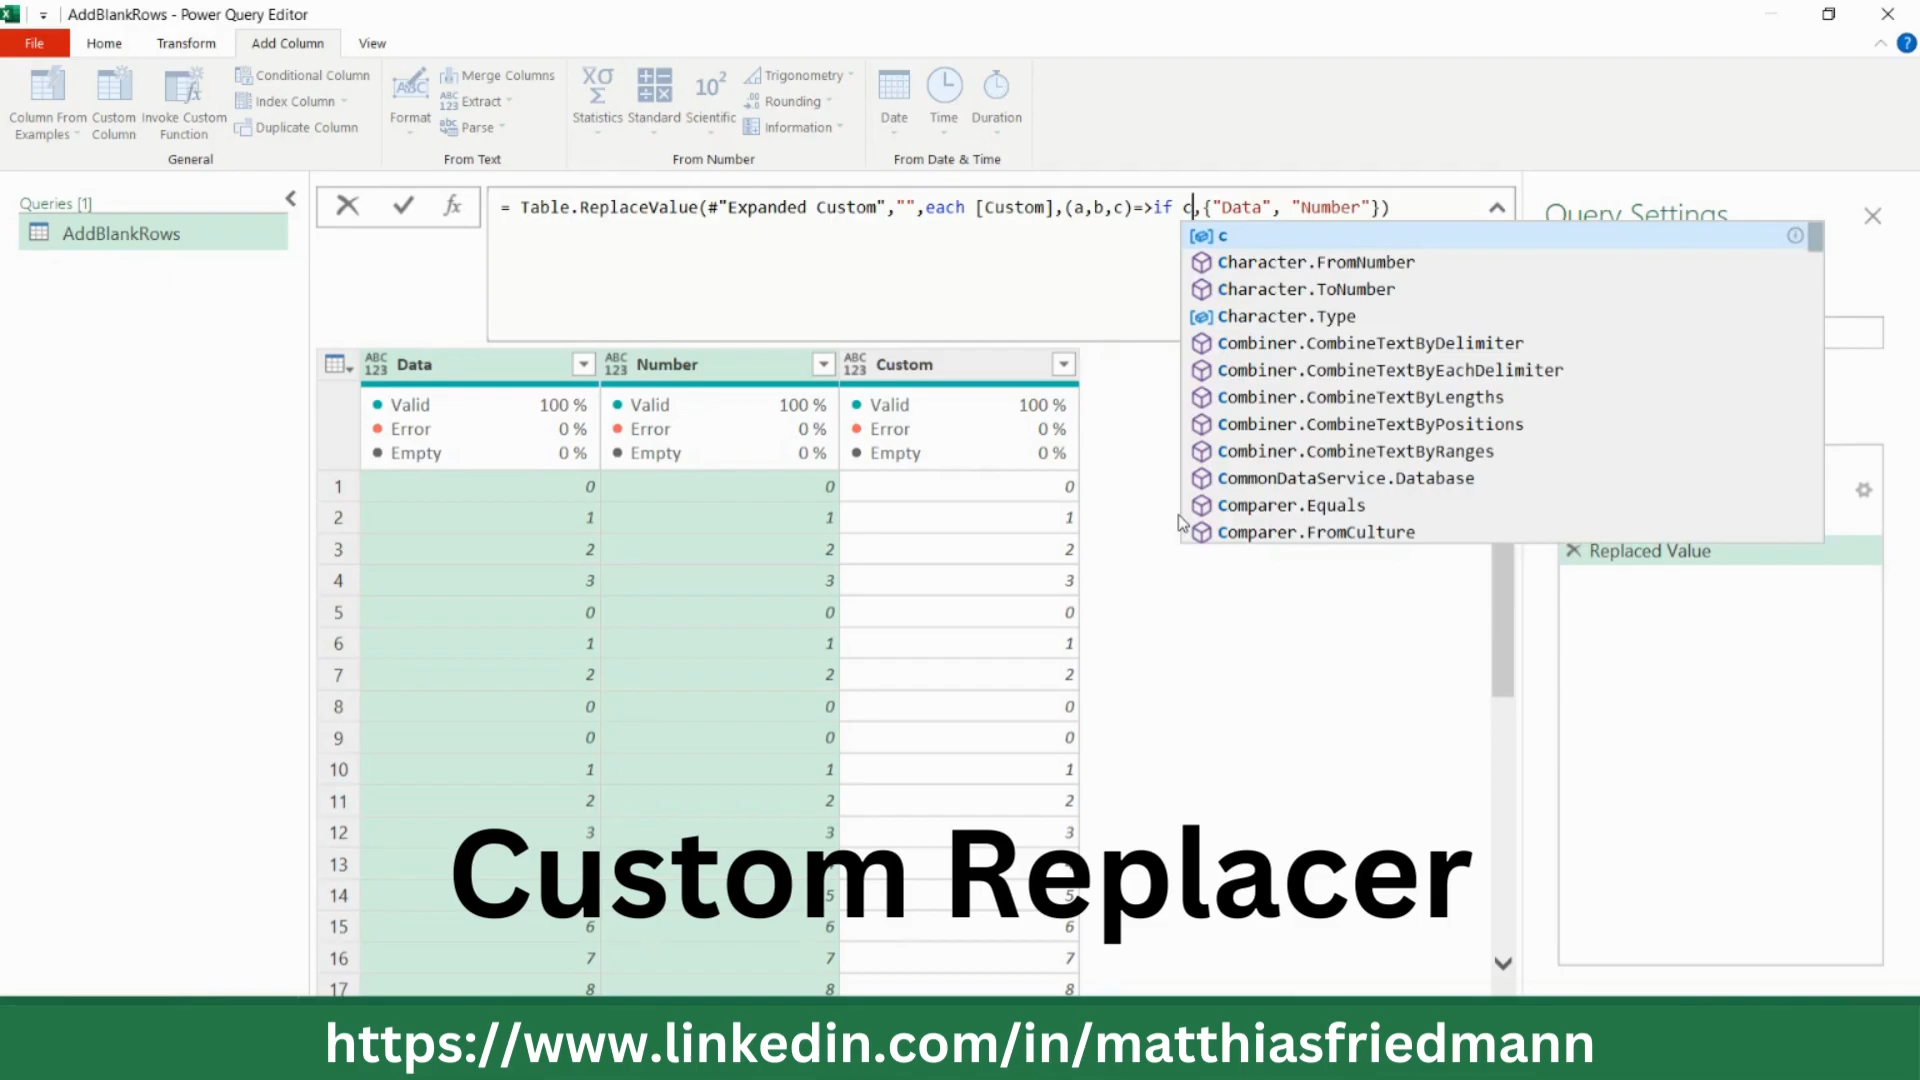 AddBlankRows - Power Query Editor
File Home Transform Add Column View
Column From Examples
Custom Column
Invoke Custom Function
Conditional Column
Index Column
Duplicate Column
General
Format
Merge Columns
Extract
Parse
From Text
Statistics
Standard
Scientific
Trigonometry
Rounding
Information
From Number
Date
Time
Duration
From Date & Time
Queries [1]
AddBlankRows
= Table.ReplaceValue(#"Expanded Custom","",each [Custom],(a,b,c)=>if c,{"Data", "Number"})
Query Settings
c
Character.FromNumber
Character.ToNumber
Character.Type
Combiner.CombineTextByDelimiter
Combiner.CombineTextByEachDelimiter
Combiner.CombineTextByLengths
Combiner.CombineTextByPositions
Combiner.CombineTextByRanges
CommonDataService.Database
Comparer.Equals
Comparer.FromCulture
Replaced Value
ABC 123 Data ABC 123 Number ABC 123 Custom
Valid 100 % Valid 100 % Valid 100 %
Error 0 % Error 0 % Error 0 %
Empty 0 % Empty 0 % Empty 0 %
1 0 0 0
2 1 1 1
3 2 2 2
4 3 3 3
5 0 0 0
6 1 1 1
7 2 2 2
8 0 0 0
9 0 0 0
10 1 1 1
11 2 2 2
12 3 3 3
13
14 5 5
15 6 6 6
16 7 7 7
17 8 8 8
Custom Replacer
https://www.linkedin.com/in/matthiasfriedmann